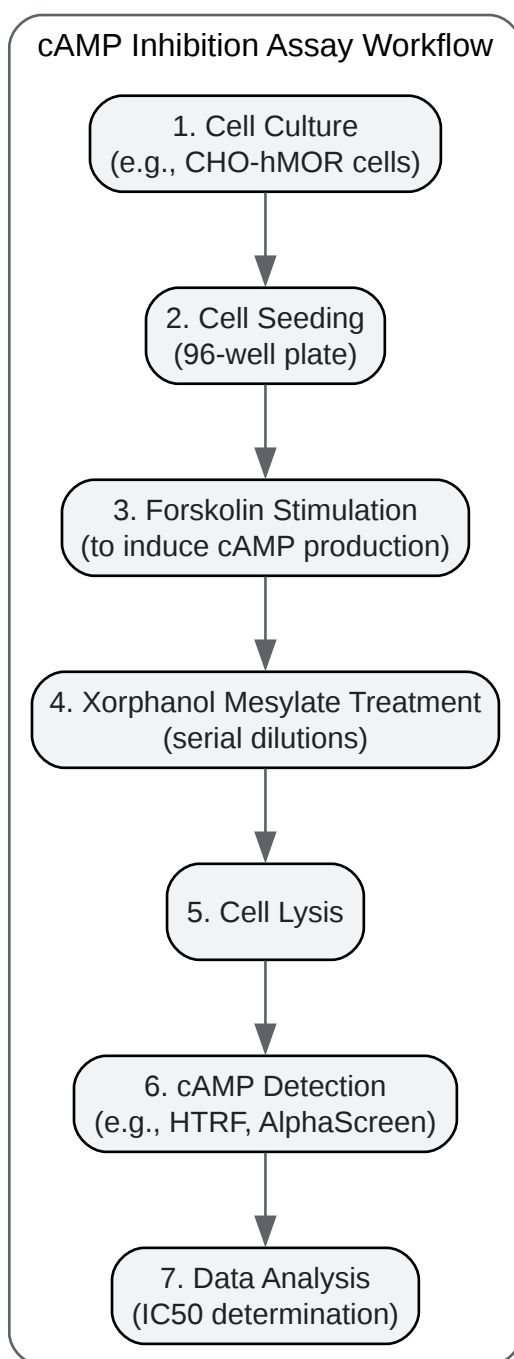 cAMP Inhibition Assay Workflow
1. Cell Culture
(e.g., CHO-hMOR cells)
2. Cell Seeding
(96-well plate)
3. Forskolin Stimulation
(to induce cAMP production)
4. Xorphanol Mesylate Treatment
(serial dilutions)
5. Cell Lysis
6. cAMP Detection
(e.g., HTRF, AlphaScreen)
7. Data Analysis
(IC50 determination)